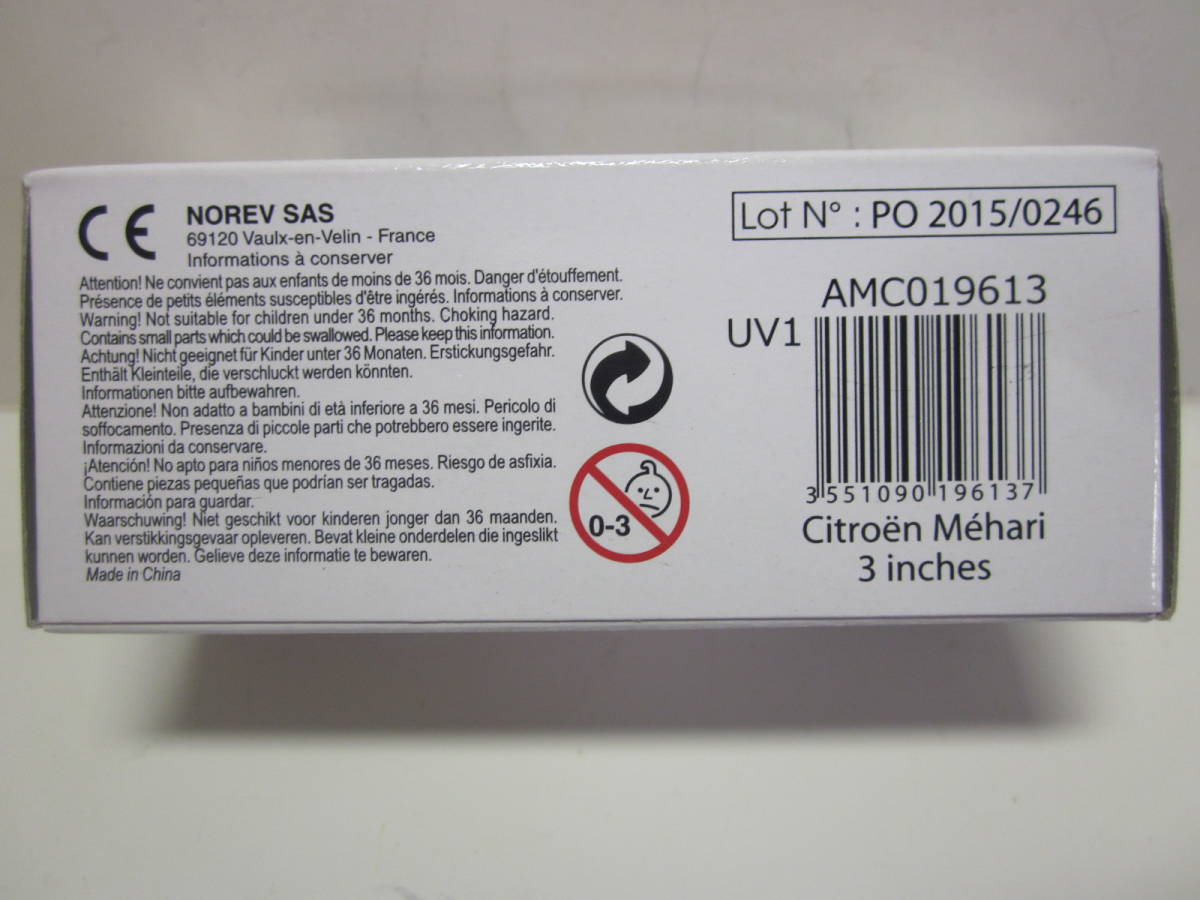 CE
NOREV SAS
69120 Vaulx-en-Velin - France
Informations à conserver
Attention! Ne convient pas aux enfants de moins de 36 mois. Danger d'étouffement.
Présence de petits éléments susceptibles d'être ingérés. Informations à conserver.
Warning! Not suitable for children under 36 months. Choking hazard.
Contains small parts which could be swallowed. Please keep this information.
Achtung! Nicht geeignet für Kinder unter 36 Monaten. Erstickungsgefahr.
Enthält Kleinteile, die verschluckt werden könnten.
Informationen bitte aufbewahren.
Attenzione! Non adatto a bambini di età inferiore a 36 mesi. Pericolo di
soffocamento. Presenza di piccole parti che potrebbero essere ingerite.
Informazioni da conservare.
¡Atención! No apto para niños menores de 36 meses. Riesgo de asfixia.
Contiene piezas pequeñas que podrían ser tragadas.
Información para guardar.
Waarschuwing! Niet geschikt voor kinderen jonger dan 36 maanden.
Kan verstikkingsgevaar opleveren. Bevat kleine onderdelen die ingeslikt
kunnen worden. Gelieve deze informatie te bewaren.
Made in China
0-3
Lot N° : PO 2015/0246
AMC019613
UV1
3 551090 196137
Citroën Méhari
3 inches